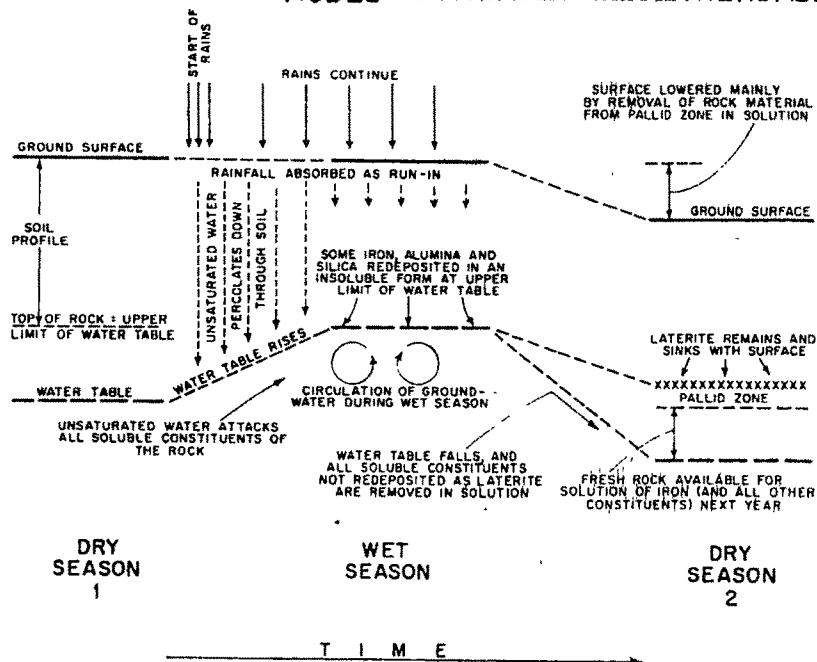 MODEL
START OF
RAINS
RAINS CONTINUE
SURFACE LOWERED MAINLY
BY REMOVAL OF ROCK MATERIAL
FROM PALLID ZONE IN SOLUTION
GROUND SURFACE
RAINFALL ABSORBED AS RUN-IN
GROUND SURFACE
SOIL
PROFILE
UNSATURATED WATER
PERCOLATES DOWN
THROUGH SOIL
SOME IRON, ALUMINA AND
SILICA REDEPOSITED IN AN
INSOLUBLE FORM AT UPPER
LIMIT OF WATER TABLE
TOP OF ROCK = UPPER
LIMIT OF WATER TABLE
WATER TABLE RISES
LATERITE REMAINS AND
SINKS WITH SURFACE
XXXXXXXXXXXXXXXX
PALLID ZONE
WATER TABLE
CIRCULATION OF GROUND-
WATER DURING WET SEASON
UNSATURATED WATER ATTACKS
ALL SOLUBLE CONSTITUENTS OF
THE ROCK
WATER TABLE FALLS, AND
ALL SOLUBLE CONSTITUENTS
NOT REDEPOSITED AS LATERITE
ARE REMOVED IN SOLUTION
FRESH ROCK AVAILABLE FOR
SOLUTION OF IRON (AND ALL OTHER
CONSTITUENTS) NEXT YEAR
DRY
SEASON
1
WET
SEASON
DRY
SEASON
2
TIME